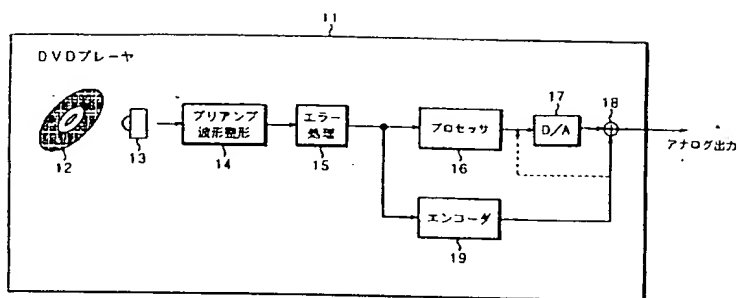 11
DVDプレーヤ
12
13
プリアンプ
波形整形
14
エラー
処理
15
プロセッサ
16
17
D/A
18
アナログ出力
エンコーダ
19